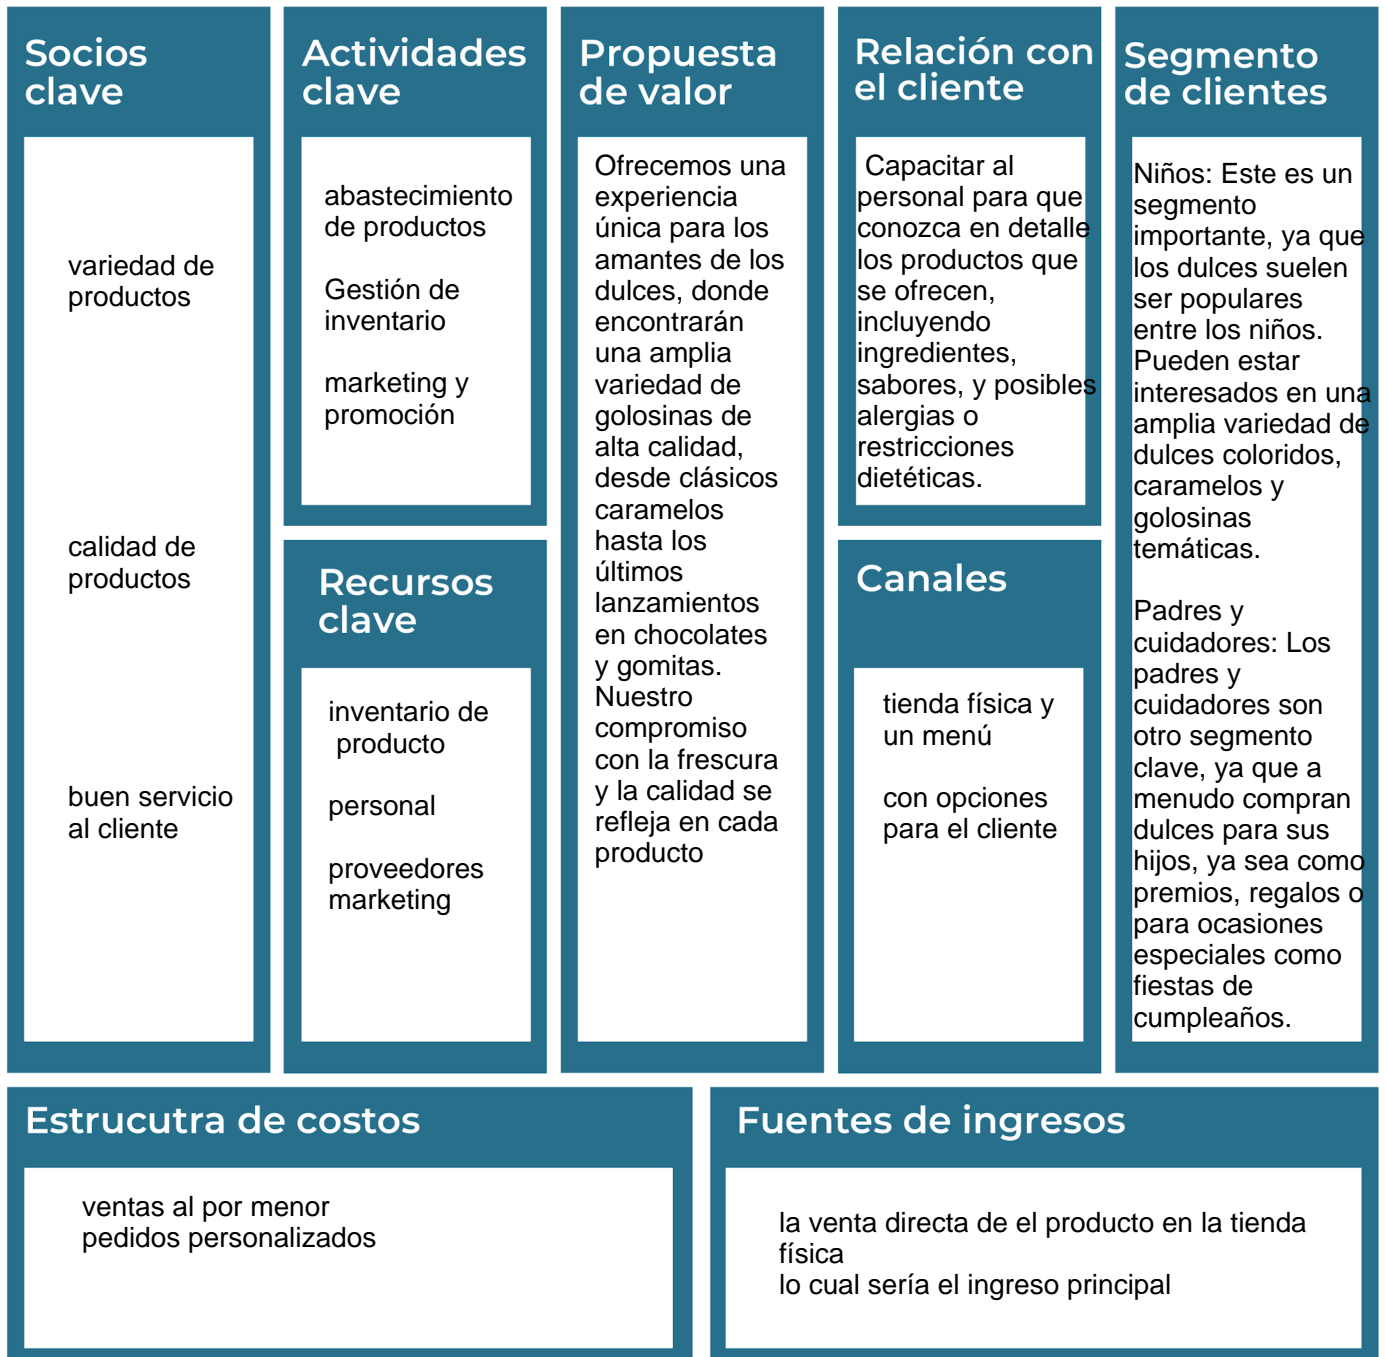 Socios
clave
variedad de
productos
calidad de
productos
buen servicio
al cliente
Actividades
clave
abastecimiento
de productos
Gestión de
inventario
marketing y
promoción
Recursos
clave
inventario de
producto
personal
proveedores
marketing
Propuesta
de valor
Ofrecemos una
experiencia
única para los
amantes de los
dulces, donde
encontrarán
una amplia
variedad de
golosinas de
alta calidad,
desde clásicos
caramelos
hasta los
últimos
lanzamientos
en chocolates
y gomitas.
Nuestro
compromiso
con la frescura
y la calidad se
refleja en cada
producto
Relación con
el cliente
Capacitar al
personal para que
conozca en detalle
los productos que
se ofrecen,
incluyendo
ingredientes,
sabores, y posibles
alergias o
restricciones
dietéticas.
Canales
tienda física y
un menú
con opciones
para el cliente
Segmento
de clientes
Niños: Este es un
segmento
importante, ya que
los dulces suelen
ser populares
entre los niños.
Pueden estar
interesados en una
amplia variedad de
dulces coloridos,
caramelos y
golosinas
temáticas.
Padres y
cuidadores: Los
padres y
cuidadores son
otro segmento
clave, ya que a
menudo compran
dulces para sus
hijos, ya sea como
premios, regalos o
para ocasiones
especiales como
fiestas de
cumpleaños.
Estrucutra de costos
ventas al por menor
pedidos personalizados
Fuentes de ingresos
la venta directa de el producto en la tienda
física
lo cual sería el ingreso principal